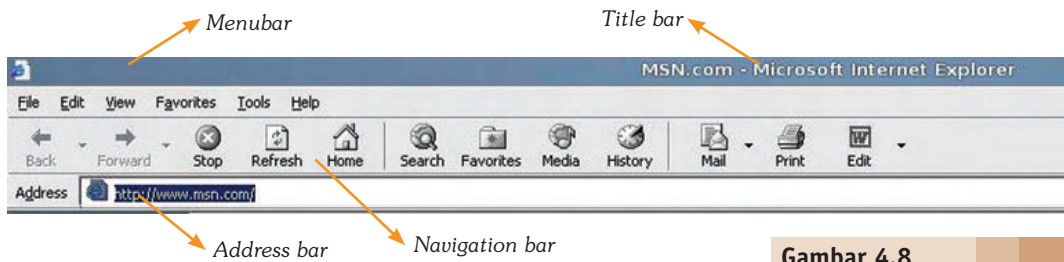 Menubar Title bar
MSN.com - Microsoft Internet Explorer
File Edit View Favorites Tools Help
Back Forward Stop Refresh Home Search Favorites Media History Mail Print Edit
Address http://www.msn.com/
Address bar Navigation bar
Gambar 4.8